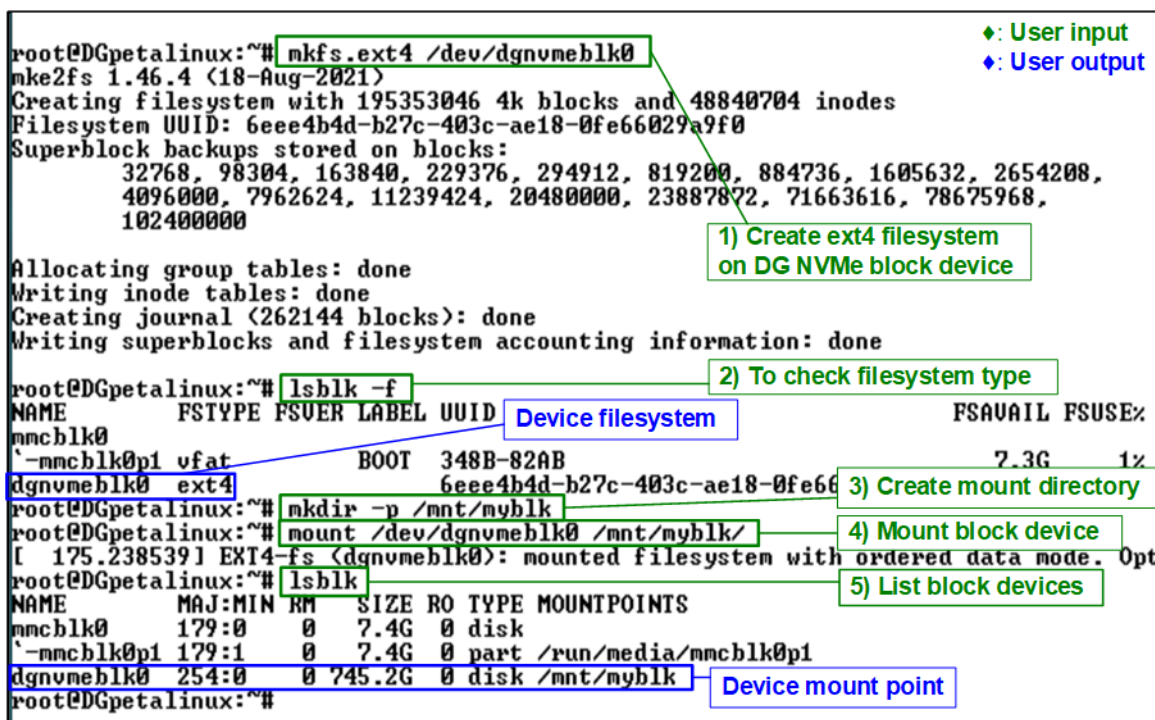 ♦: User input
♦: User output
root@DGpetalinux:~# mkfs.ext4 /dev/dgnvmeblk0
mke2fs 1.46.4 (18-Aug-2021)
Creating filesystem with 195353046 4k blocks and 48840704 inodes
Filesystem UUID: 6eee4b4d-b27c-403c-ae18-0fe66029a9f0
Superblock backups stored on blocks:
32768, 98304, 163840, 229376, 294912, 819200, 884736, 1605632, 2654208,
4096000, 7962624, 11239424, 20480000, 23887872, 71663616, 78675968,
102400000
1) Create ext4 filesystem
on DG NVMe block device
Allocating group tables: done
Writing inode tables: done
Creating journal (262144 blocks): done
Writing superblocks and filesystem accounting information: done
root@DGpetalinux:~# lsblk -f
2) To check filesystem type
NAME FSTYPE FSVER LABEL UUID FSAVAIL FSUSE%
Device filesystem
mmcblk0
`-mmcblk0p1 vfat BOOT 348B-82AB 7.3G 1%
dgnvmeblk0 ext4 6eee4b4d-b27c-403c-ae18-0fe66
3) Create mount directory
root@DGpetalinux:~# mkdir -p /mnt/myblk
root@DGpetalinux:~# mount /dev/dgnvmeblk0 /mnt/myblk/
4) Mount block device
[ 175.238539] EXT4-fs (dgnvmeblk0): mounted filesystem with ordered data mode. Opt
root@DGpetalinux:~# lsblk
5) List block devices
NAME MAJ:MIN RM SIZE RO TYPE MOUNTPOINTS
mmcblk0 179:0 0 7.4G 0 disk
`-mmcblk0p1 179:1 0 7.4G 0 part /run/media/mmcblk0p1
dgnvmeblk0 254:0 0 745.2G 0 disk /mnt/myblk
Device mount point
root@DGpetalinux:~#